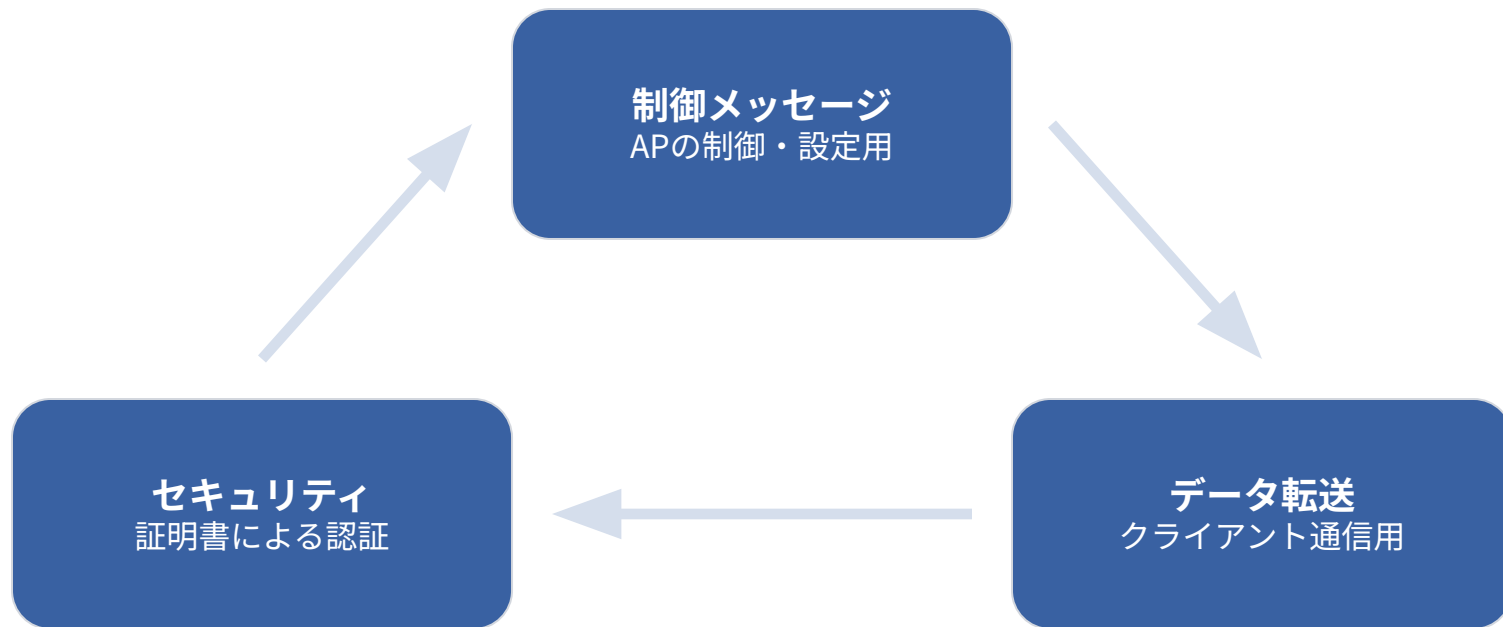 制御メッセージ
APの制御・設定用
セキュリティ
証明書による認証
データ転送
クライアント通信用